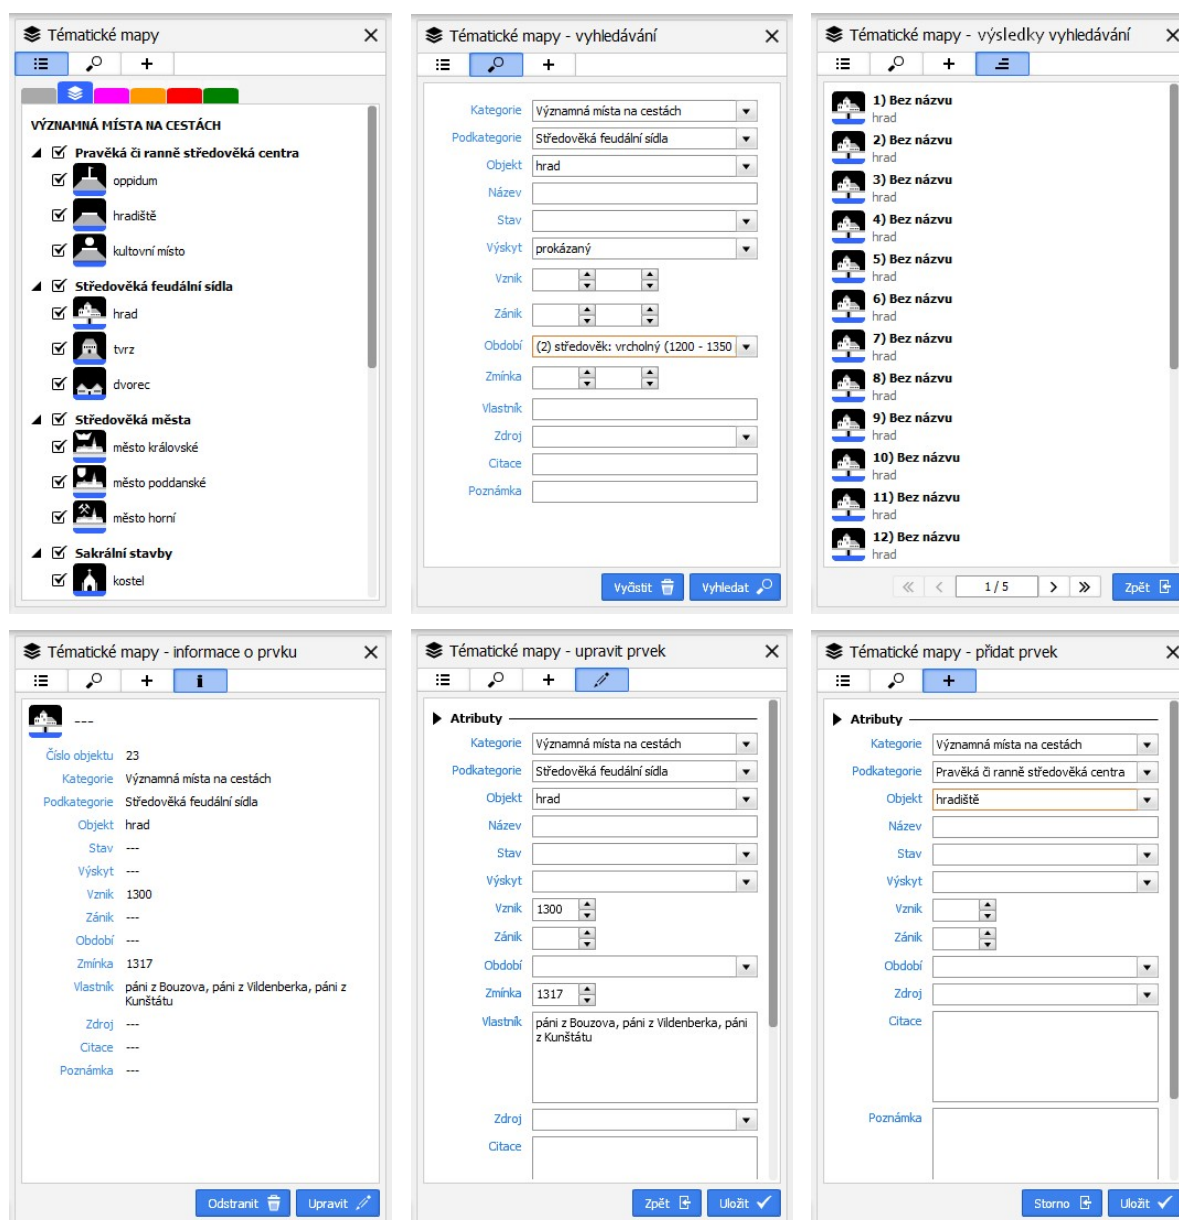 Tématické mapy
VÝZNAMNÁ MÍSTA NA CESTÁCH
Pravěká či ranně středověká centra
oppidum
hradiště
kultovní místo
Středověká feudální sídla
hrad
tvrz
dvorec
Středověká města
město královské
město poddanské
město horní
Sakrální stavby
kostel
Tématické mapy - vyhledávání
Kategorie Významná místa na cestách
Podkategorie Středověká feudální sídla
Objekt hrad
Název
Stav
Výskyt prokázaný
Vznik
Zánik
Období (2) středověk: vrcholný (1200 - 1350
Zmínka
Vlastník
Zdroj
Citace
Poznámka
Vyčistit Vyhledat
Tématické mapy - výsledky vyhledávání
1) Bez názvu
hrad
2) Bez názvu
hrad
3) Bez názvu
hrad
4) Bez názvu
hrad
5) Bez názvu
hrad
6) Bez názvu
hrad
7) Bez názvu
hrad
8) Bez názvu
hrad
9) Bez názvu
hrad
10) Bez názvu
hrad
11) Bez názvu
hrad
12) Bez názvu
hrad
1 / 5 Zpět
Tématické mapy - informace o prvku
---
Číslo objektu 23
Kategorie Významná místa na cestách
Podkategorie Středověká feudální sídla
Objekt hrad
Stav ---
Výskyt ---
Vznik 1300
Zánik ---
Období ---
Zmínka 1317
Vlastník páni z Bouzova, páni z Vildenberka, páni z
Kunštátu
Zdroj ---
Citace ---
Poznámka ---
Odstranit Upravit
Tématické mapy - upravit prvek
Atributy
Kategorie Významná místa na cestách
Podkategorie Středověká feudální sídla
Objekt hrad
Název
Stav
Výskyt
Vznik 1300
Zánik
Období
Zmínka 1317
Vlastník páni z Bouzova, páni z Vildenberka, páni
z Kunštátu
Zdroj
Citace
Zpět Uložit
Tématické mapy - přidat prvek
Atributy
Kategorie Významná místa na cestách
Podkategorie Pravěká či ranně středověká centra
Objekt hradiště
Název
Stav
Výskyt
Vznik
Zánik
Období
Zdroj
Citace
Poznámka
Storno Uložit